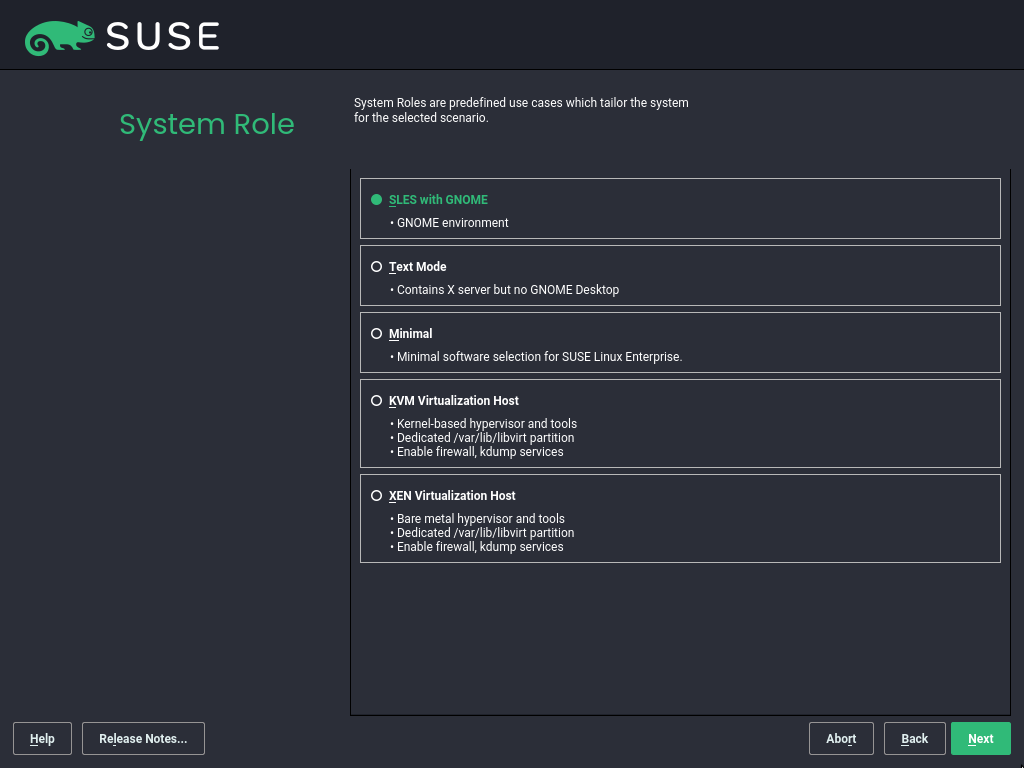 SUSE
System Role
System Roles are predefined use cases which tailor the system
for the selected scenario.
SLES with GNOME
• GNOME environment
Text Mode
• Contains X server but no GNOME Desktop
Minimal
• Minimal software selection for SUSE Linux Enterprise.
KVM Virtualization Host
• Kernel-based hypervisor and tools
• Dedicated /var/lib/libvirt partition
• Enable firewall, kdump services
XEN Virtualization Host
• Bare metal hypervisor and tools
• Dedicated /var/lib/libvirt partition
• Enable firewall, kdump services
Help Release Notes... Abort Back Next